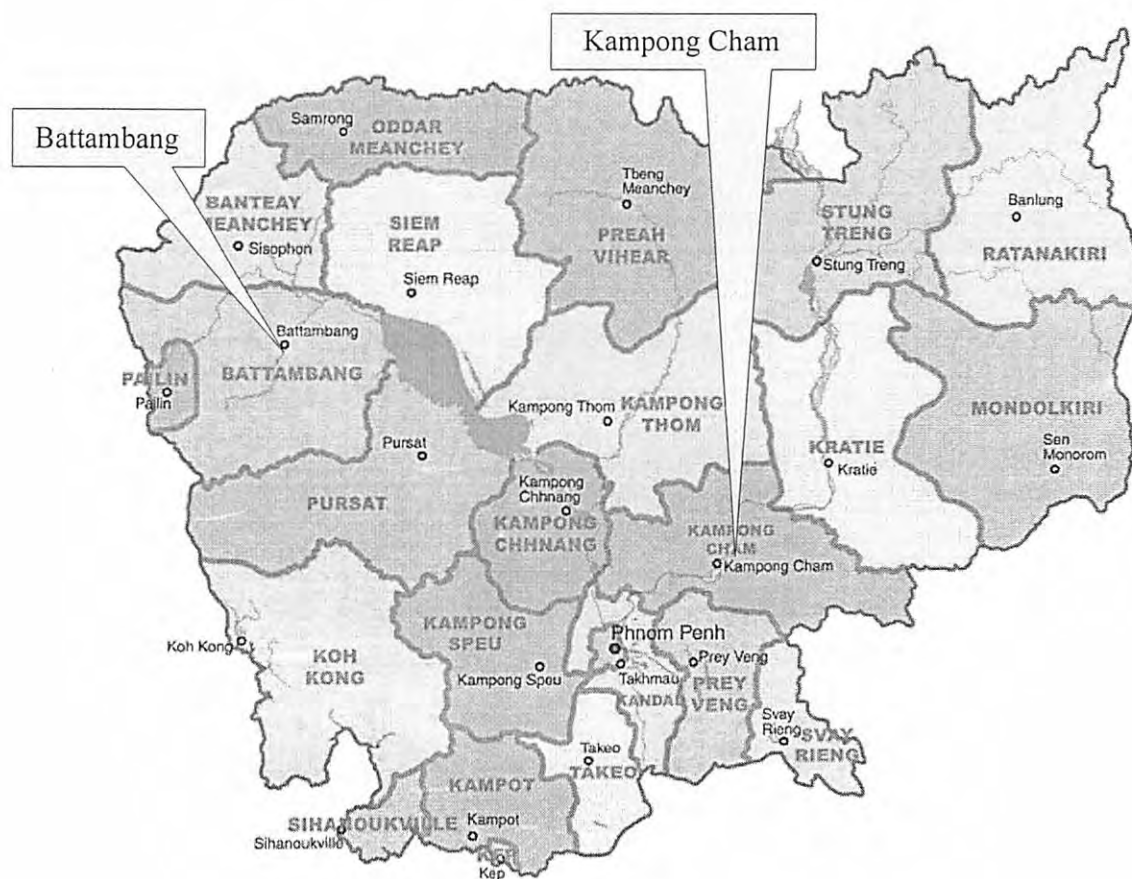 Kampong Cham
Battambang
Samrong
ODDAR
MEANCHEY
Tbeng
Meanchey
BANTEAY
MEANCHEY
Sisophon
SIEM
REAP
Siem Reap
PREAH
VIHEAR
STUNG
TRENG
Stung Treng
Banlung
RATANAKIRI
Battambang
BATTAMBANG
PAILIN
Pailin
Kampong Thom
KAMPONG
THOM
MONDOLKIRI
Sen
Monorom
KRATIE
Kratie
Pursat
PURSAT
Kampong
Chhnang
KAMPONG
CHHNANG
KAMPONG
CHAM
Kampong Cham
KAMPONG
SPEU
Kampong Speu
Phnom Penh
Takhmau
KANDAL
Prey Veng
PREY
VENG
Koh Kong
KOH
KONG
Svay
Rieng
SVAY
RIENG
Takeo
TAKEO
KAMPOT
Kampot
SIHANOUKVILLE
Sihanoukville
KEP
Kep